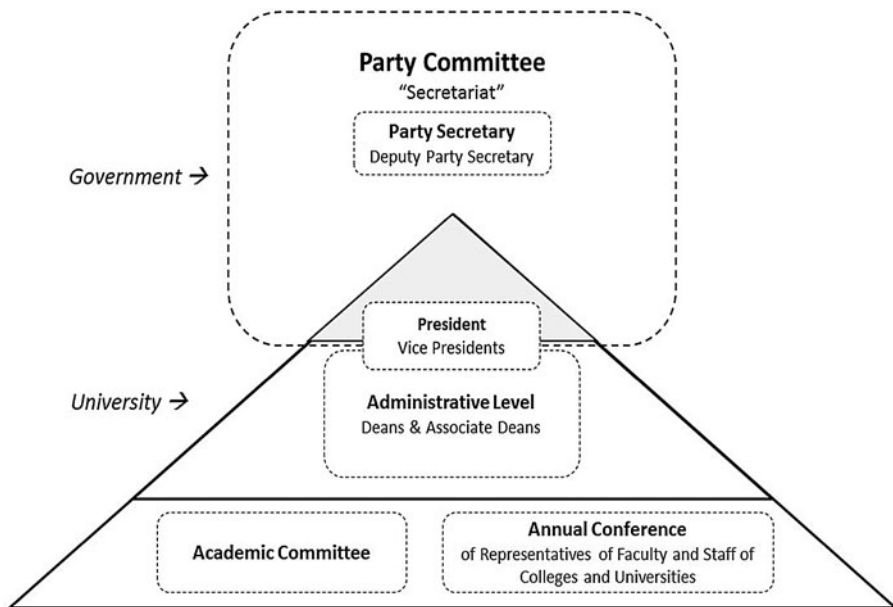 Party Committee
“Secretariat”
Party Secretary
Deputy Party Secretary
Government →
President
Vice Presidents
University →
Administrative Level
Deans & Associate Deans
Academic Committee
Annual Conference
of Representatives of Faculty and Staff of
Colleges and Universities